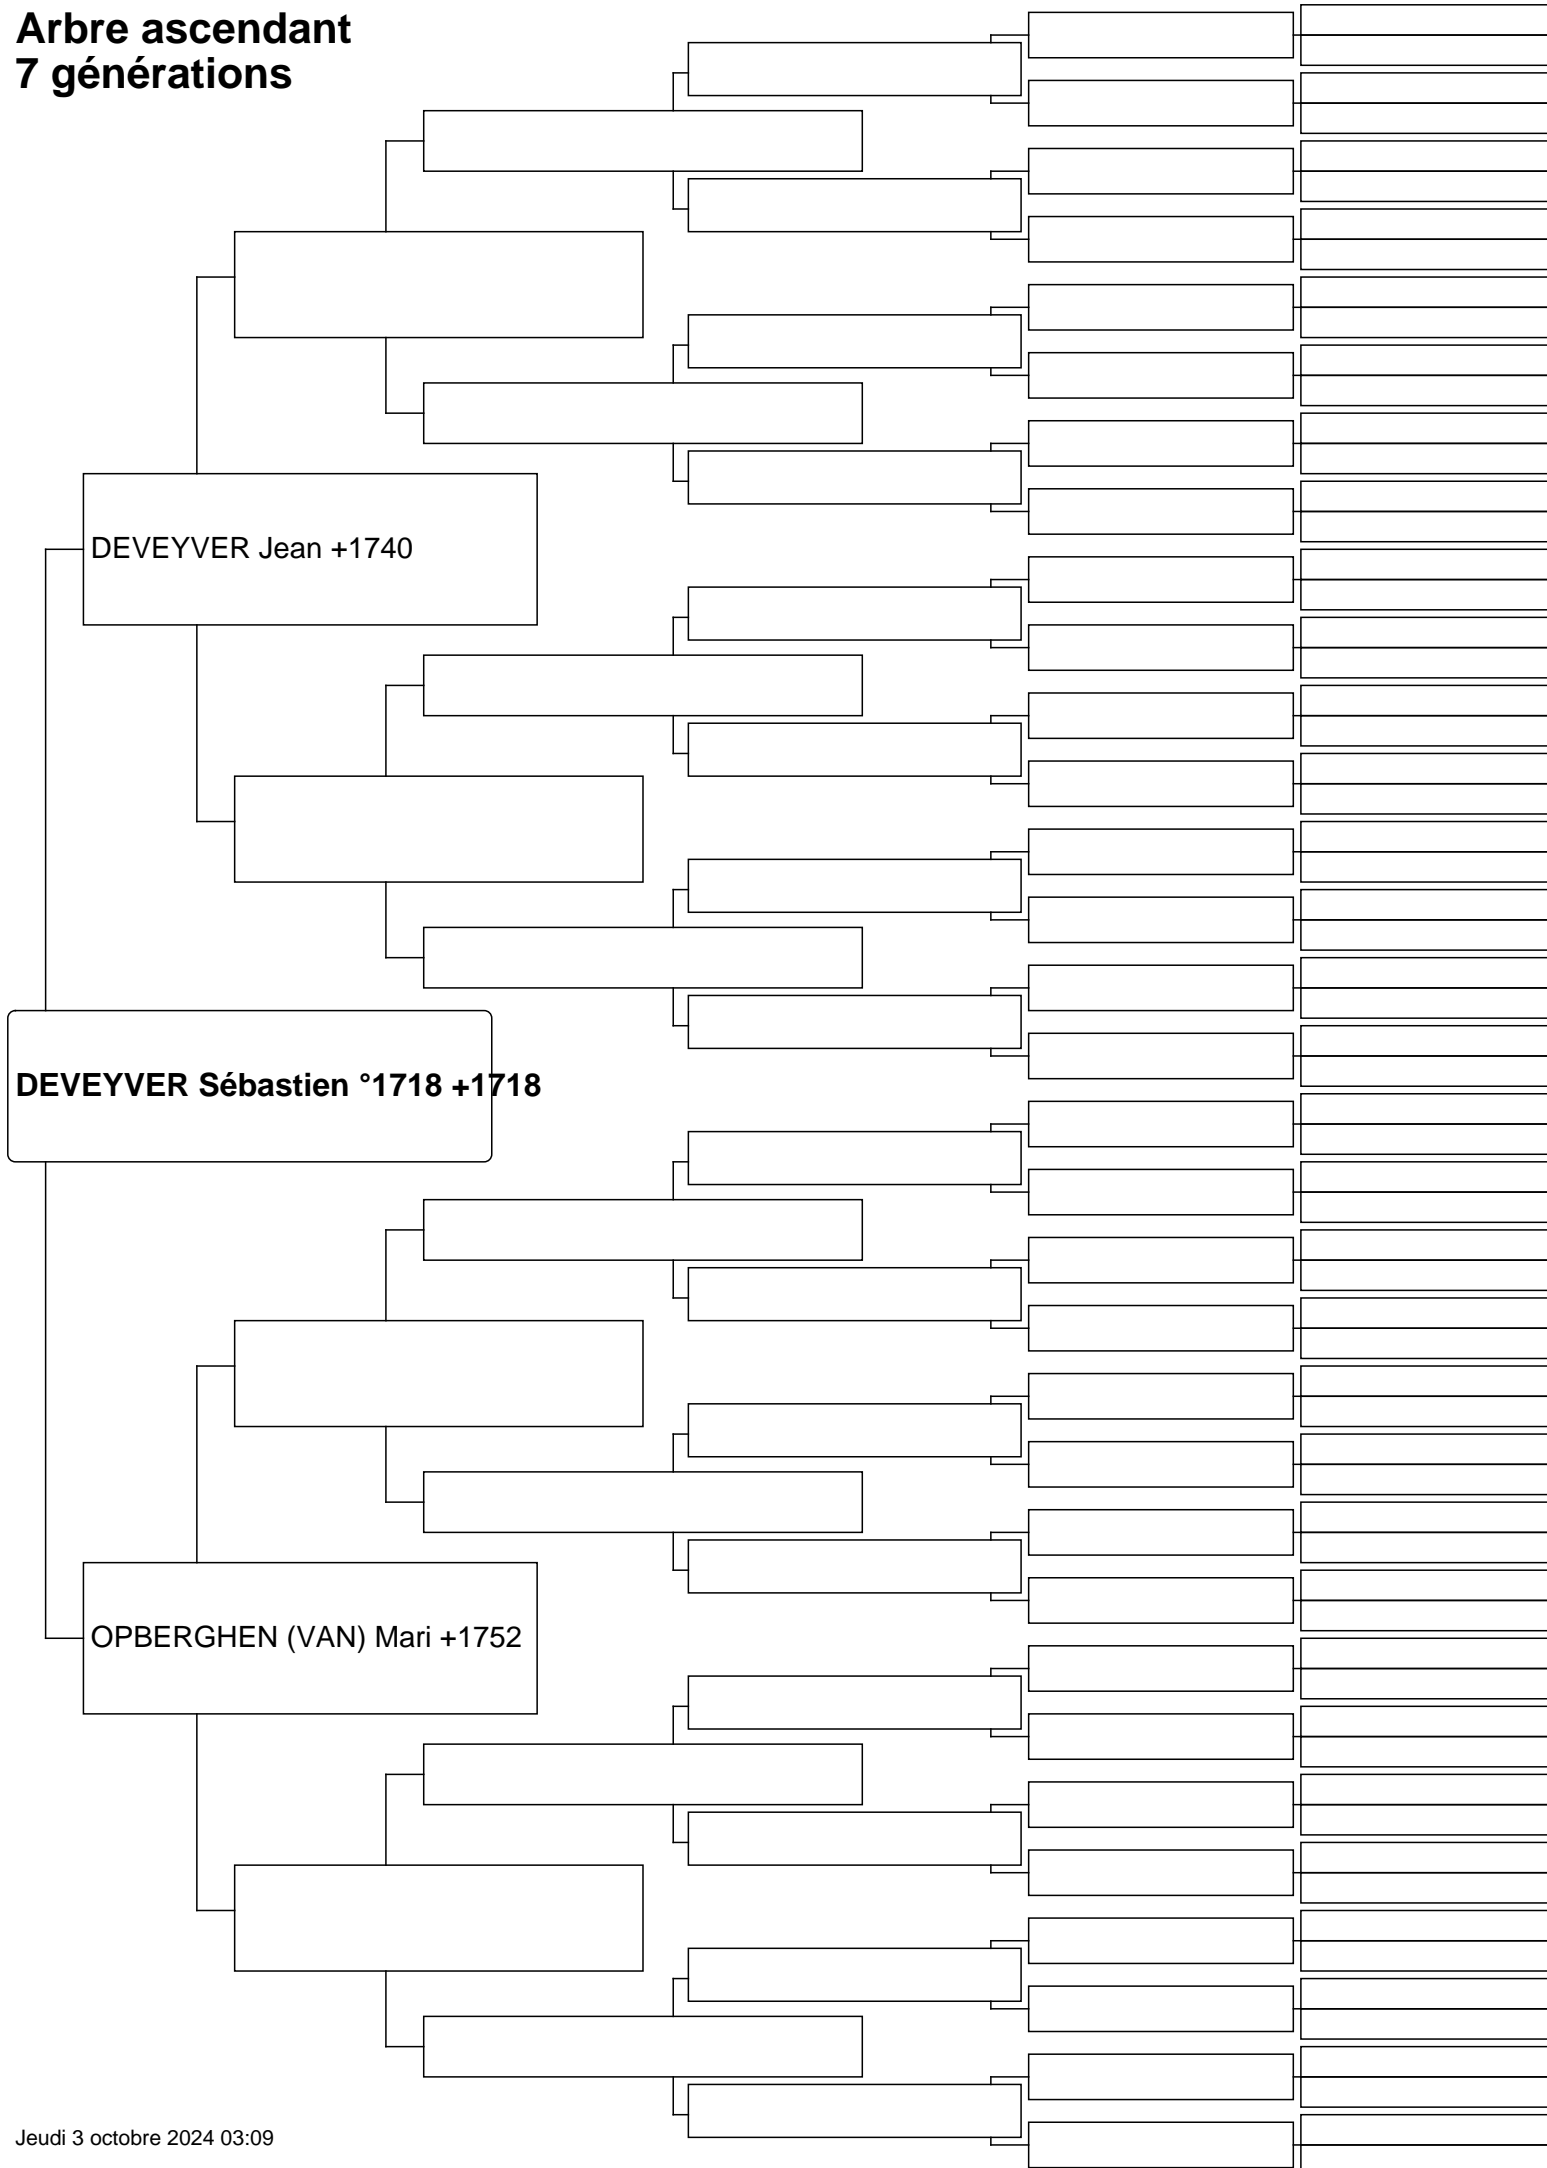 Arbre ascendant
7 générations
DEVEYVER Jean +1740
DEVEYVER Sébastien °1718 +1718
OPBERGHEN (VAN) Mari +1752
Jeudi 3 octobre 2024 03:09